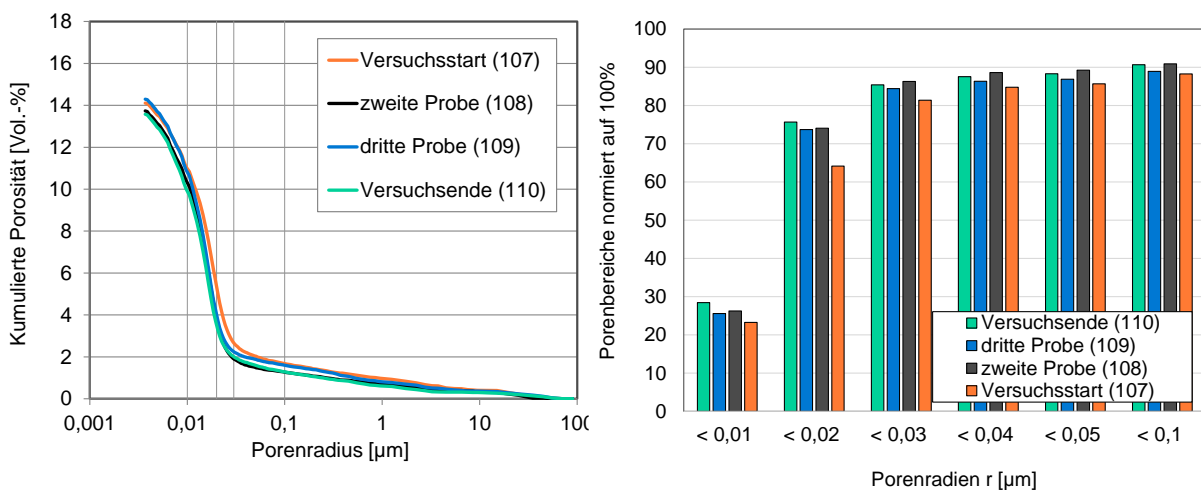 Kumulierte Porosität [Vol.-%]
18
16
14
12
10
8
6
4
2
0
0,001
0,01
0,1
1
10
100
Porenradius [µm]
Versuchsstart (107)
zweite Probe (108)
dritte Probe (109)
Versuchsende (110)
Porenbereiche normiert auf 100%
100
90
80
70
60
50
40
30
20
10
0
< 0,01
< 0,02
< 0,03
< 0,04
< 0,05
< 0,1
Porenradien r [µm]
Versuchsende (110)
dritte Probe (109)
zweite Probe (108)
Versuchsstart (107)